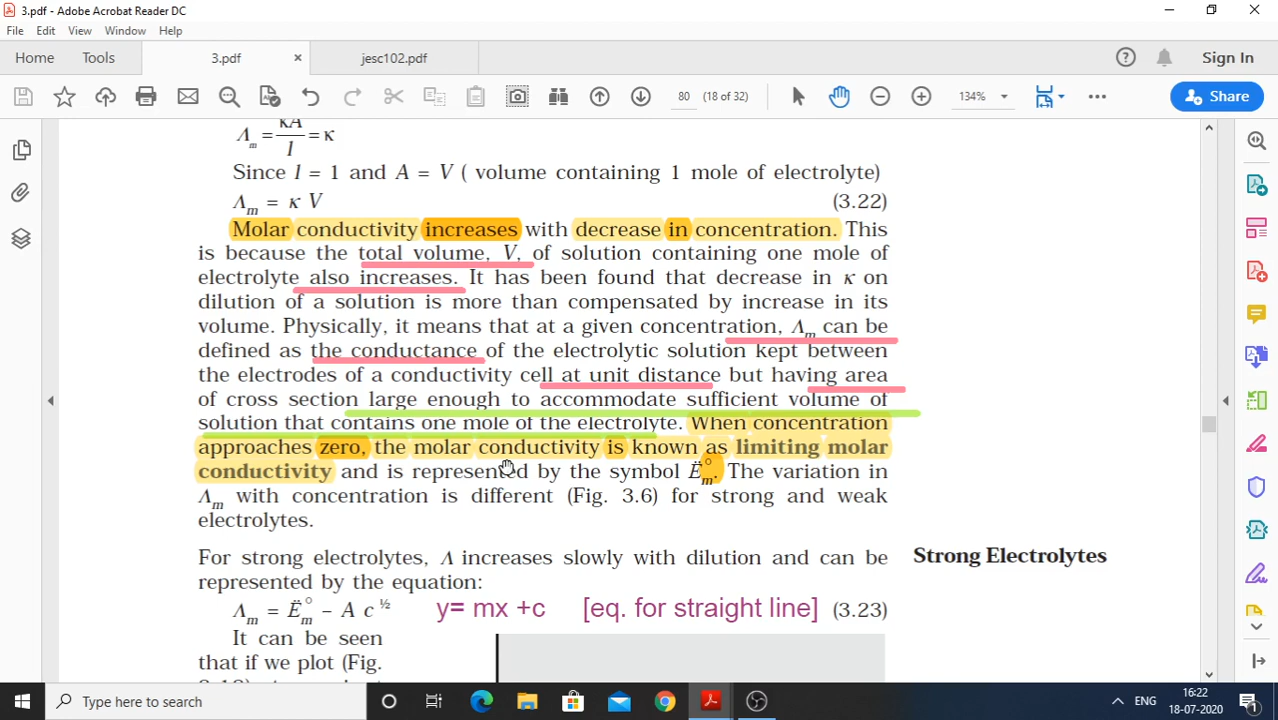 3.pdf - Adobe Acrobat Reader DC
File Edit View Window Help
Home Tools 3.pdf × jesc102.pdf Sign In
80 (18 of 32) 134% Share
Λm = κA/l = κ
Since l = 1 and A = V ( volume containing 1 mole of electrolyte)
Λm = κ V (3.22)
Molar conductivity increases with decrease in concentration. This
is because the total volume, V, of solution containing one mole of
electrolyte also increases. It has been found that decrease in κ on
dilution of a solution is more than compensated by increase in its
volume. Physically, it means that at a given concentration, Λm can be
defined as the conductance of the electrolytic solution kept between
the electrodes of a conductivity cell at unit distance but having area
of cross section large enough to accommodate sufficient volume of
solution that contains one mole of the electrolyte. When concentration
approaches zero, the molar conductivity is known as limiting molar
conductivity and is represented by the symbol Ëm°. The variation in
Λm with concentration is different (Fig. 3.6) for strong and weak
electrolytes.
For strong electrolytes, Λ increases slowly with dilution and can be
represented by the equation:
Strong Electrolytes
Λm = Ëm° – A c ½ y= mx +c [eq. for straight line] (3.23)
It can be seen
that if we plot (Fig.
Type here to search
ENG
16:22
18-07-2020
1